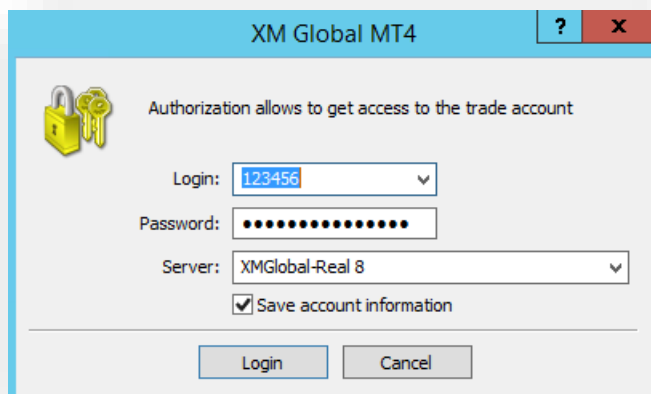 XM Global MT4
? x
Authorization allows to get access to the trade account
Login: 123456
Password: ●●●●●●●●●●●●●●●
Server: XMGlobal-Real 8
Save account information
Login Cancel